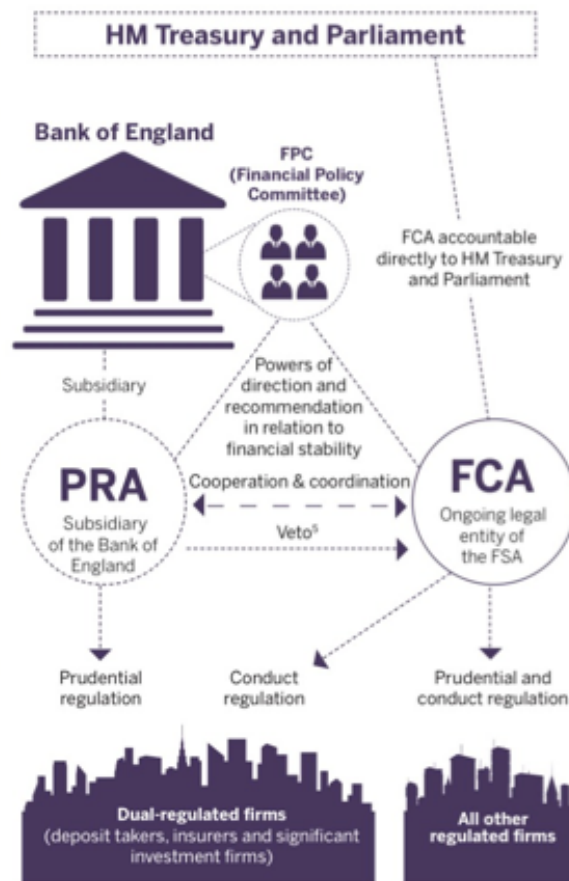 HM Treasury and Parliament
Bank of England
FPC
(Financial Policy
Committee)
FCA accountable
directly to HM Treasury
and Parliament
Subsidiary
Powers of
direction and
recommendation
in relation to
financial stability
PRA
Subsidiary
of the Bank of
England
Cooperation & coordination
Veto⁵
FCA
Ongoing legal
entity of
the FSA
Prudential
regulation
Conduct
regulation
Prudential and
conduct regulation
Dual-regulated firms
(deposit takers, insurers and significant
investment firms)
All other
regulated firms